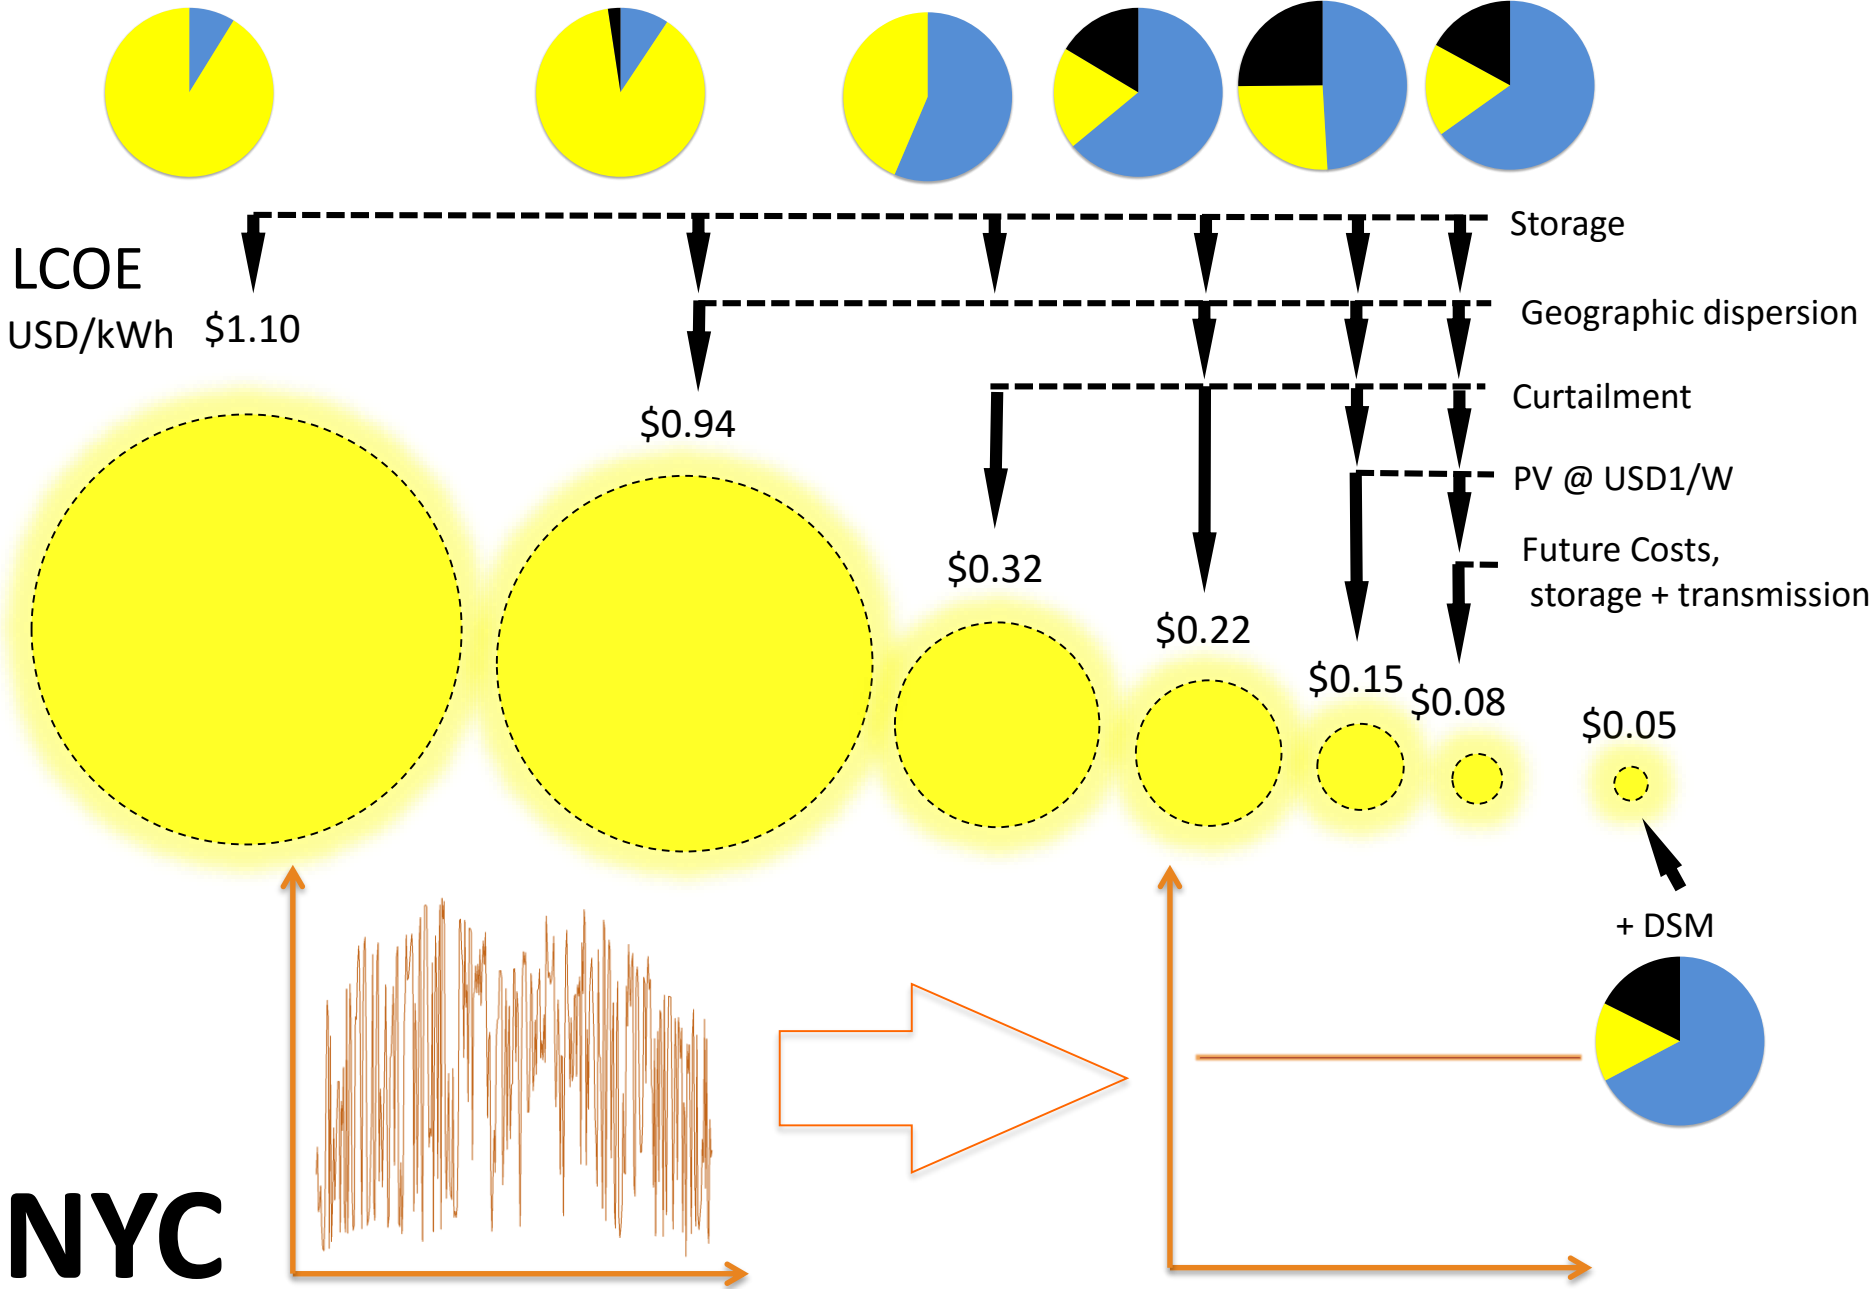 Storage
LCOE
USD/kWh
$1.10
Geographic dispersion
$0.94
Curtailment
PV @ USD1/W
$0.32
Future Costs,
storage + transmission
$0.22
$0.15
$0.08
$0.05
+ DSM
NYC